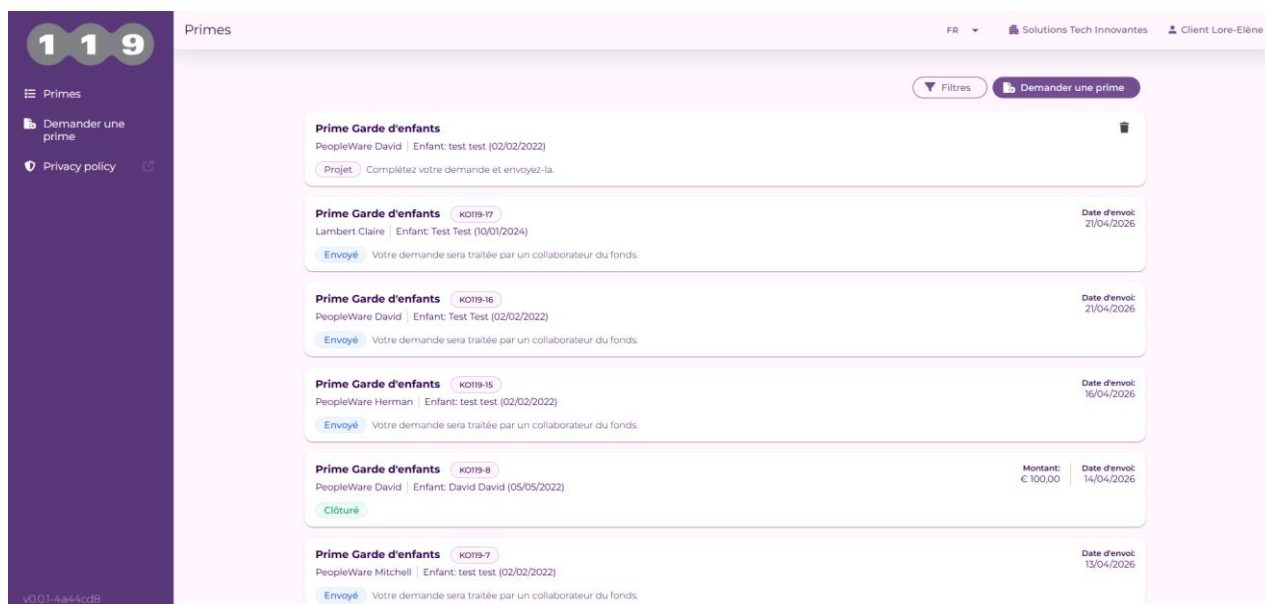 119
Primes
FR
Solutions Tech Innovantes
Client Lore-Elène
Primes
Demander une
prime
Privacy policy
Filtres
Demander une prime
Prime Garde d'enfants
PeopleWare David | Enfant: test test (02/02/2022)
Projet Complétez votre demande et envoyez-la.
Prime Garde d'enfants KO119-17
Date d'envoi:
21/04/2026
Lambert Claire | Enfant: Test Test (10/01/2024)
Envoyé Votre demande sera traitée par un collaborateur du fonds.
Prime Garde d'enfants KO119-16
Date d'envoi:
21/04/2026
PeopleWare David | Enfant: Test Test (02/02/2022)
Envoyé Votre demande sera traitée par un collaborateur du fonds.
Prime Garde d'enfants KO119-15
Date d'envoi:
16/04/2026
PeopleWare Herman | Enfant: test test (02/02/2022)
Envoyé Votre demande sera traitée par un collaborateur du fonds.
Prime Garde d'enfants KO119-8
Montant:
€ 100,00
Date d'envoi:
14/04/2026
PeopleWare David | Enfant: David David (05/05/2022)
Clôturé
Prime Garde d'enfants KO119-7
Date d'envoi:
13/04/2026
PeopleWare Mitchell | Enfant: test test (02/02/2022)
Envoyé Votre demande sera traitée par un collaborateur du fonds.
v0.0.1-4a44cd8